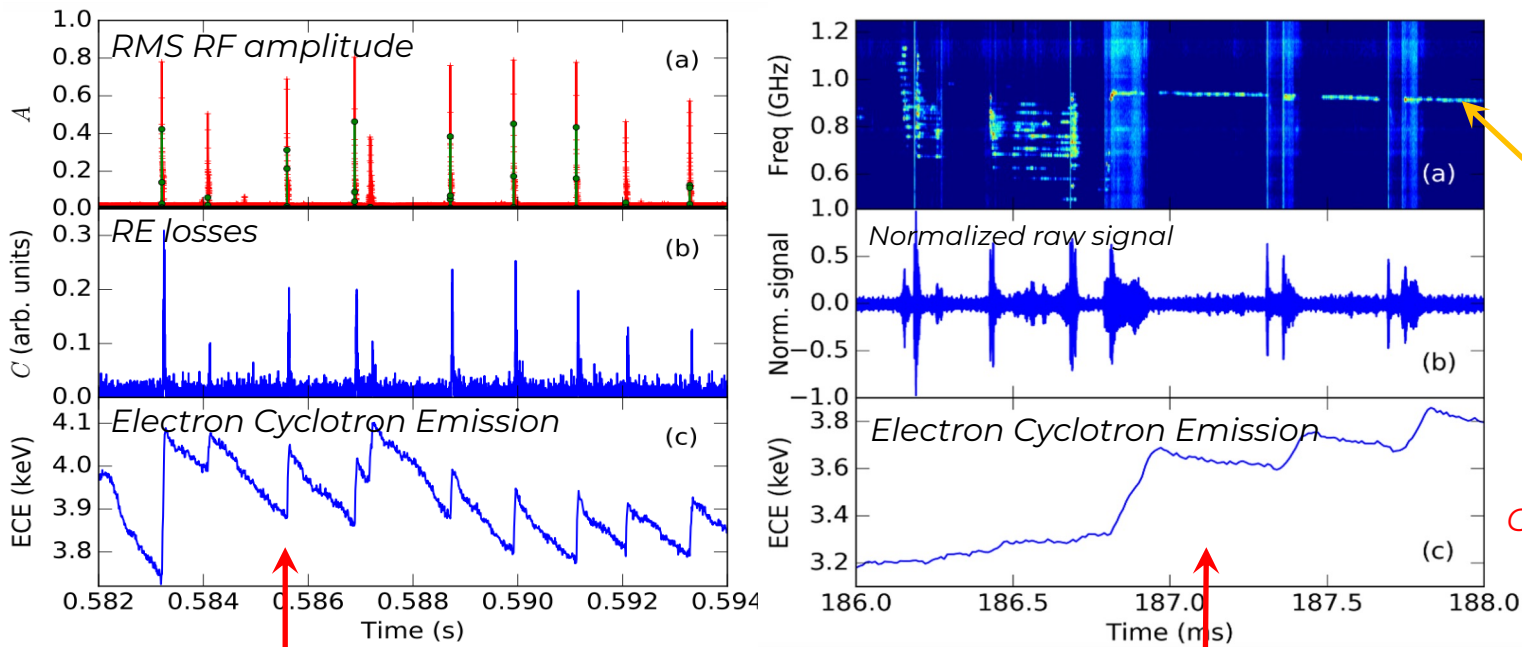 RMS RF amplitude
(a)
A
1.0
0.8
0.6
0.4
0.2
0.0
RE losses
(b)
C (arb. units)
0.3
0.2
0.1
0.0
Electron Cyclotron Emission
(c)
ECE (keV)
4.1
4.0
3.9
3.8
0.582
0.584
0.586
0.588
0.590
0.592
0.594
Time (s)
Freq (GHz)
1.2
1.0
0.8
0.6
(a)
Normalized raw signal
Norm. signal
1.0
0.5
0.0
−0.5
−1.0
(b)
Electron Cyclotron Emission
ECE (keV)
3.8
3.6
3.4
3.2
(c)
186.0
186.5
187.0
187.5
188.0
Time (ms)